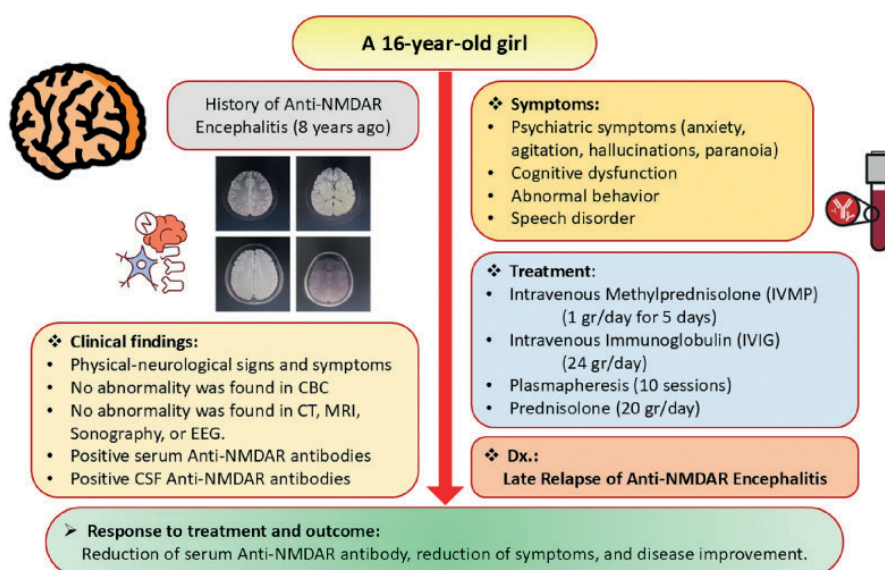 A 16-year-old girl
History of Anti-NMDAR
Encephalitis (8 years ago)
❖ Symptoms:
• Psychiatric symptoms (anxiety,
agitation, hallucinations, paranoia)
• Cognitive dysfunction
• Abnormal behavior
• Speech disorder
❖ Treatment:
• Intravenous Methylprednisolone (IVMP)
(1 gr/day for 5 days)
• Intravenous Immunoglobulin (IVIG)
(24 gr/day)
• Plasmapheresis (10 sessions)
• Prednisolone (20 gr/day)
❖ Clinical findings:
• Physical-neurological signs and symptoms
• No abnormality was found in CBC
• No abnormality was found in CT, MRI,
Sonography, or EEG.
• Positive serum Anti-NMDAR antibodies
• Positive CSF Anti-NMDAR antibodies
❖ Dx.:
Late Relapse of Anti-NMDAR Encephalitis
➢ Response to treatment and outcome:
Reduction of serum Anti-NMDAR antibody, reduction of symptoms, and disease improvement.